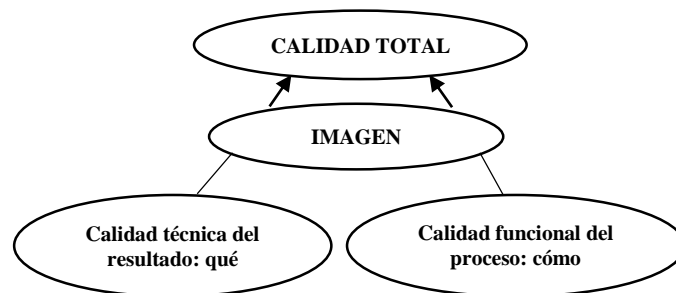 CALIDAD TOTAL
IMAGEN
Calidad técnica del
resultado: qué
Calidad funcional del
proceso: cómo